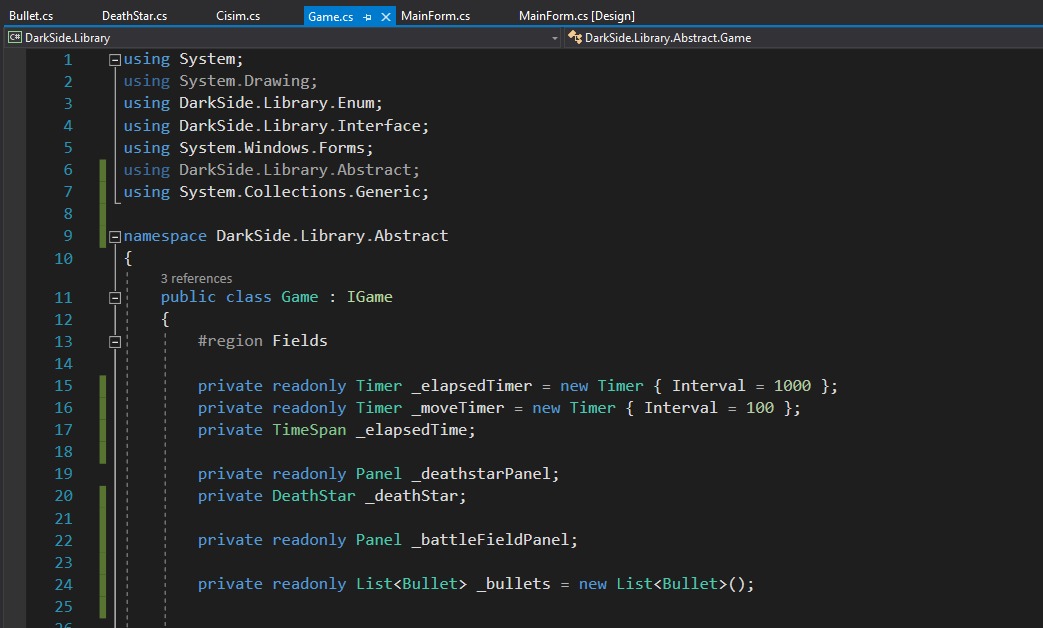 Bullet.cs DeathStar.cs Cisim.cs Game.cs MainForm.cs MainForm.cs [Design]
C# DarkSide.Library DarkSide.Library.Abstract.Game
1 using System;
2 using System.Drawing;
3 using DarkSide.Library.Enum;
4 using DarkSide.Library.Interface;
5 using System.Windows.Forms;
6 using DarkSide.Library.Abstract;
7 using System.Collections.Generic;
8
9 namespace DarkSide.Library.Abstract
10 {
3 references
11 public class Game : IGame
12 {
13 #region Fields
14
15 private readonly Timer _elapsedTimer = new Timer { Interval = 1000 };
16 private readonly Timer _moveTimer = new Timer { Interval = 100 };
17 private TimeSpan _elapsedTime;
18
19 private readonly Panel _deathstarPanel;
20 private DeathStar _deathStar;
21
22 private readonly Panel _battleFieldPanel;
23
24 private readonly List<Bullet> _bullets = new List<Bullet>();
25
26